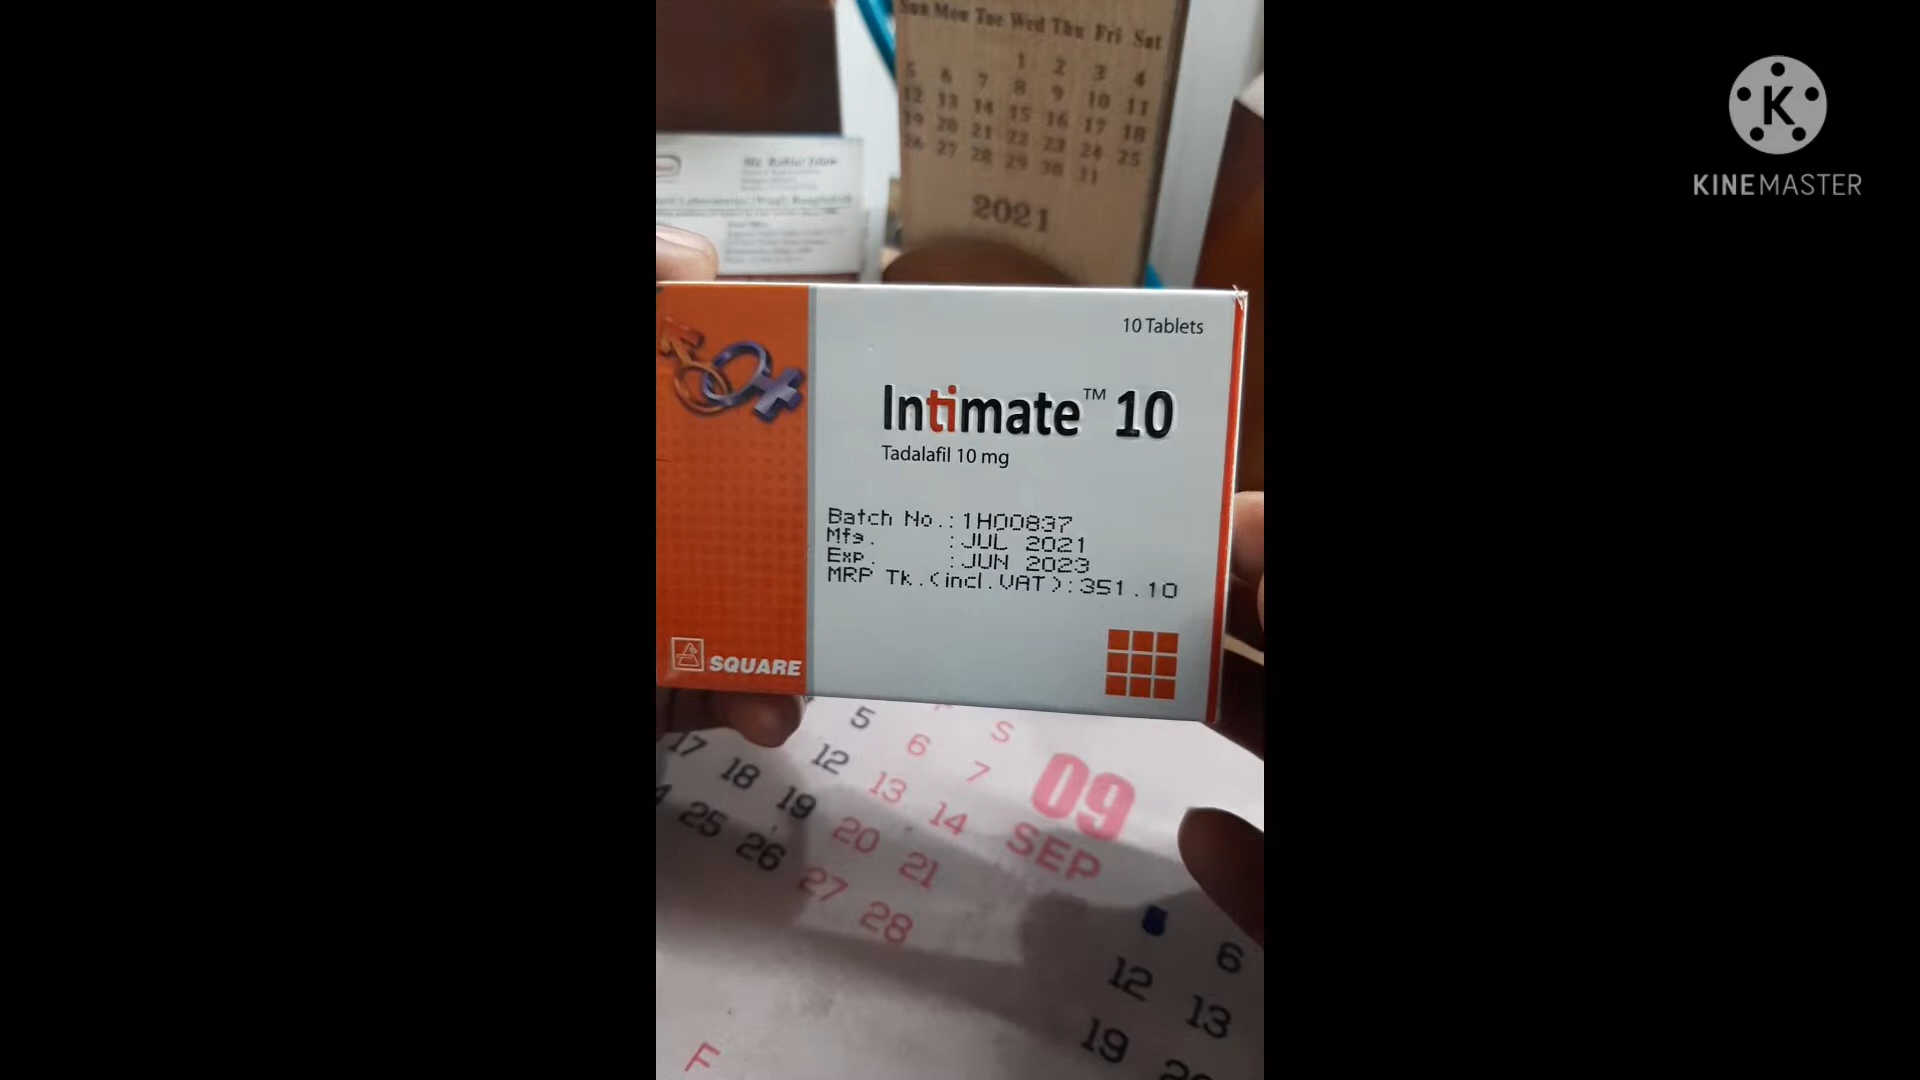 Sun Mon Tue Wed Thu Fri Sat
1 2 3 4
5 6 7 8 9 10 11
12 13 14 15 16 17 18
19 20 21 22 23 24 25
26 27 28 29 30 31
2021
KINEMASTER
10 Tablets
Intimate™ 10
Tadalafil 10 mg
Batch No.: 1H00837
Mfg. : JUL 2021
Exp. : JUN 2023
MRP Tk.(incl.VAT):351.10
SQUARE
S
5 6 7
12 13 14
17 18 19 20 21
25 26 27 28
09
SEP
6
12 13
19
F